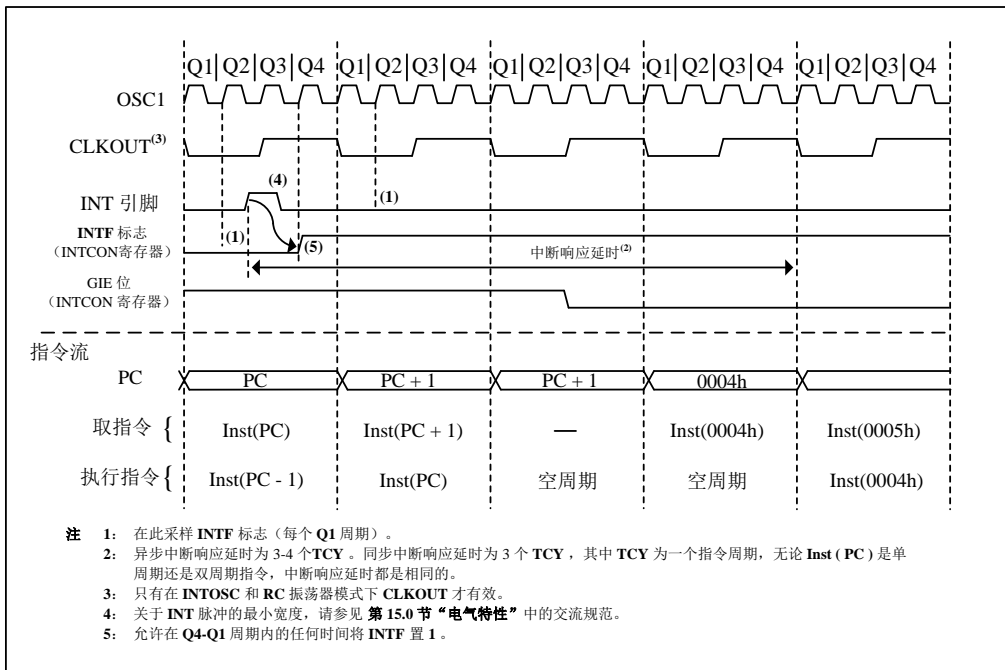 Q1|Q2|Q3|Q4 Q1|Q2|Q3|Q4 Q1|Q2|Q3|Q4 Q1|Q2|Q3|Q4 Q1|Q2|Q3|Q4
OSC1
CLKOUT(3)
(4)
INT 引脚
(1)
INTF 标志
(INTCON寄存器)
(1)
(5)
中断响应延时(2)
GIE 位
(INTCON 寄存器)
指令流
PC PC PC + 1 PC + 1 0004h
取指令 { Inst(PC) Inst(PC + 1) — Inst(0004h) Inst(0005h)
执行指令 { Inst(PC - 1) Inst(PC) 空周期 空周期 Inst(0004h)
注 1: 在此采样 INTF 标志(每个 Q1 周期)。
2: 异步中断响应延时为 3-4 个TCY 。同步中断响应延时为 3 个 TCY ,其中 TCY 为一个指令周期,无论 Inst ( PC ) 是单
周期还是双周期指令,中断响应延时都是相同的。
3: 只有在 INTOSC 和 RC 振荡器模式下 CLKOUT 才有效。
4: 关于 INT 脉冲的最小宽度,请参见 第 15.0 节“电气特性”中的交流规范。
5: 允许在 Q4-Q1 周期内的任何时间将 INTF 置 1 。